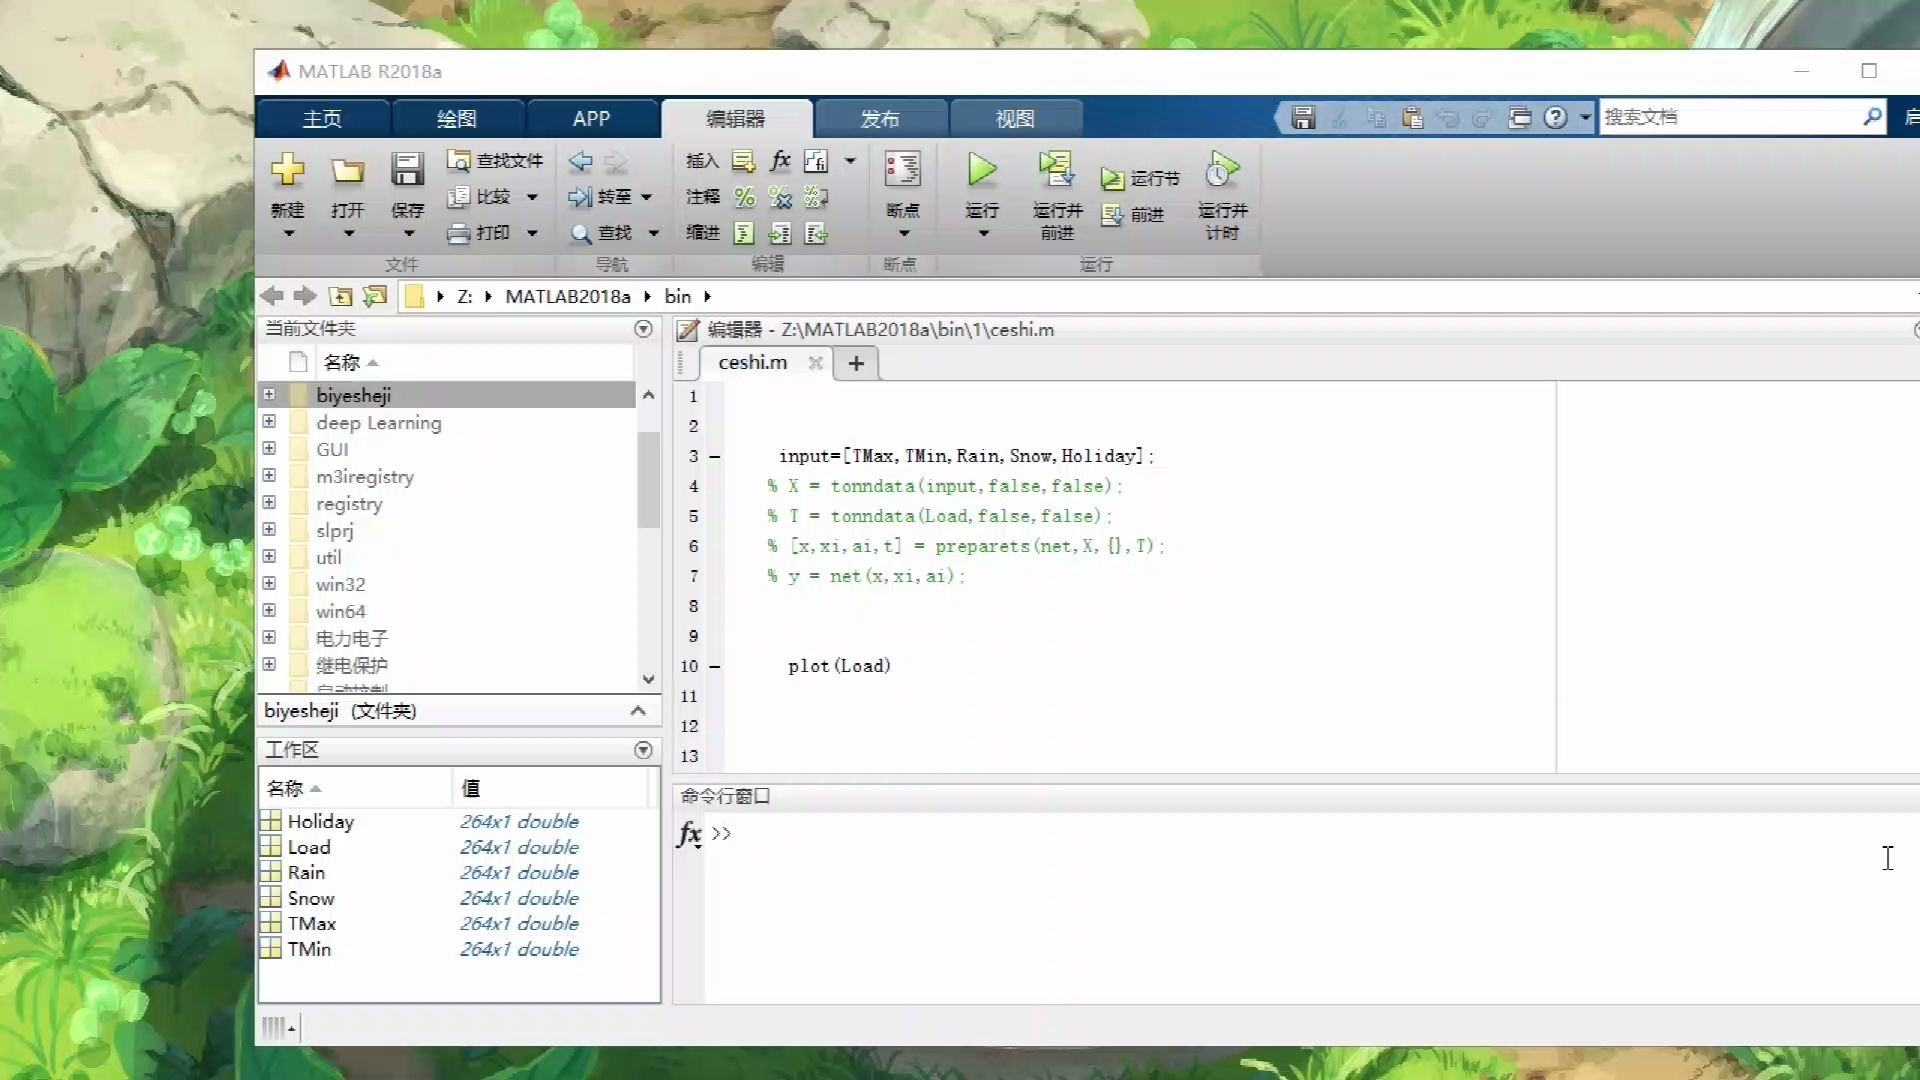 MATLAB R2018a
主页 绘图 APP 编辑器 发布 视图 搜索文档
新建 打开 保存 查找文件 比较 打印
转至 查找
插入 注释 缩进
断点
运行 运行并前进 运行节 前进 运行并计时
文件 导航 编辑 断点 运行
Z: MATLAB2018a bin
当前文件夹
名称
biyesheji
deep Learning
GUI
m3iregistry
registry
slprj
util
win32
win64
电力电子
继电保护
biyesheji (文件夹)
工作区
名称 值
Holiday 264x1 double
Load 264x1 double
Rain 264x1 double
Snow 264x1 double
TMax 264x1 double
TMin 264x1 double
编辑器 - Z:\MATLAB2018a\bin\1\ceshi.m
ceshi.m
1
2
3 input=[TMax,TMin,Rain,Snow,Holiday];
4 % X = tonndata(input,false,false);
5 % T = tonndata(Load,false,false);
6 % [x,xi,ai,t] = preparets(net,X,{},T);
7 % y = net(x,xi,ai);
8
9
10 plot(Load)
11
12
13
命令行窗口
fx >>